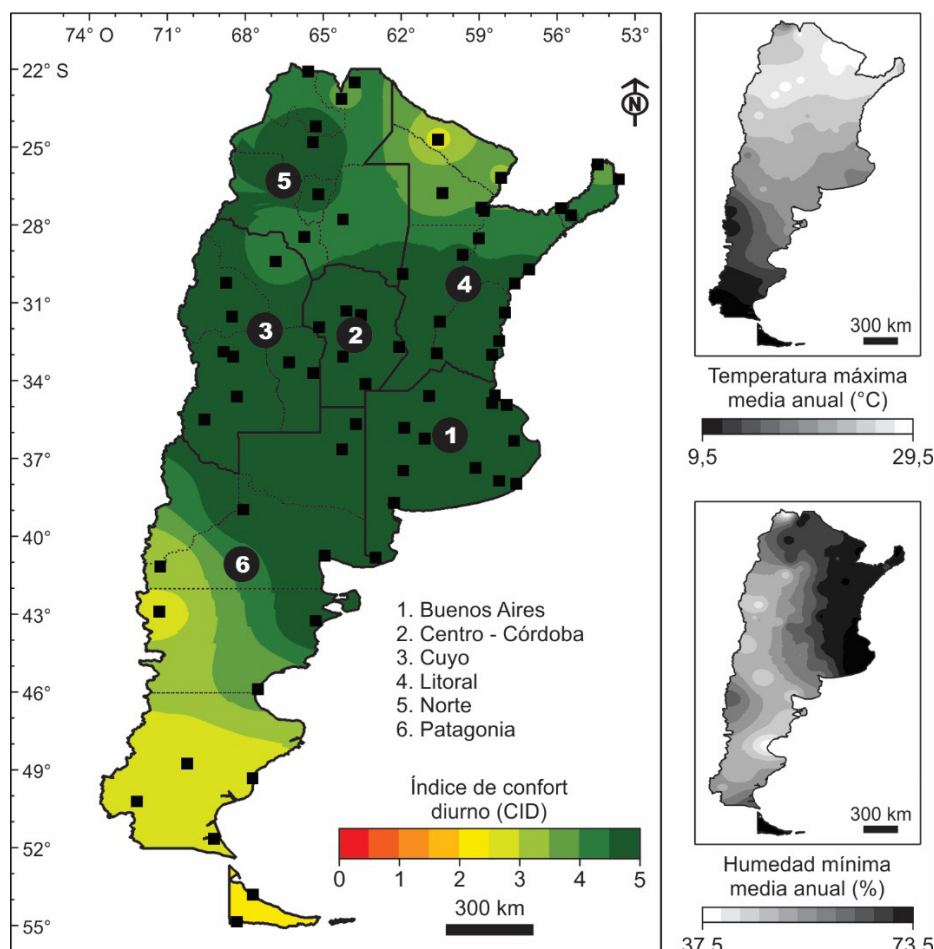 74° O 71° 68° 65° 62° 59° 56° 53°
22° S
25°
28°
31°
34°
37°
40°
43°
46°
49°
52°
55°
N
5
4
3
2
1
6
1. Buenos Aires
2. Centro - Córdoba
3. Cuyo
4. Litoral
5. Norte
6. Patagonia
Índice de confort
diurno (CID)
0 1 2 3 4 5
300 km
300 km
Temperatura máxima
media anual (°C)
9,5 29,5
300 km
Humedad mínima
media anual (%)
37,5 73,5